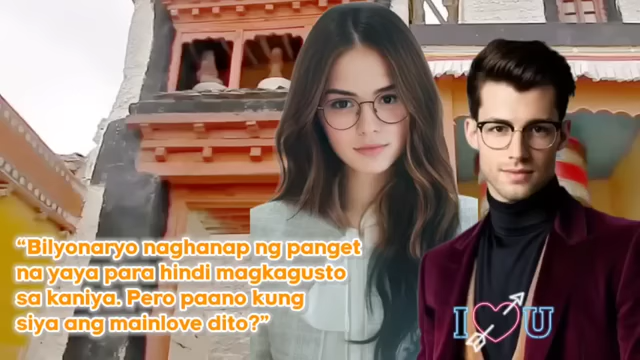 “Bilyonaryo naghanap ng panget
na yaya para hindi magkagusto
sa kaniya. Pero paano kung
siya ang mainlove dito?”
I U